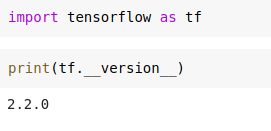 import tensorflow as tf
print(tf.__version__)
2.2.0